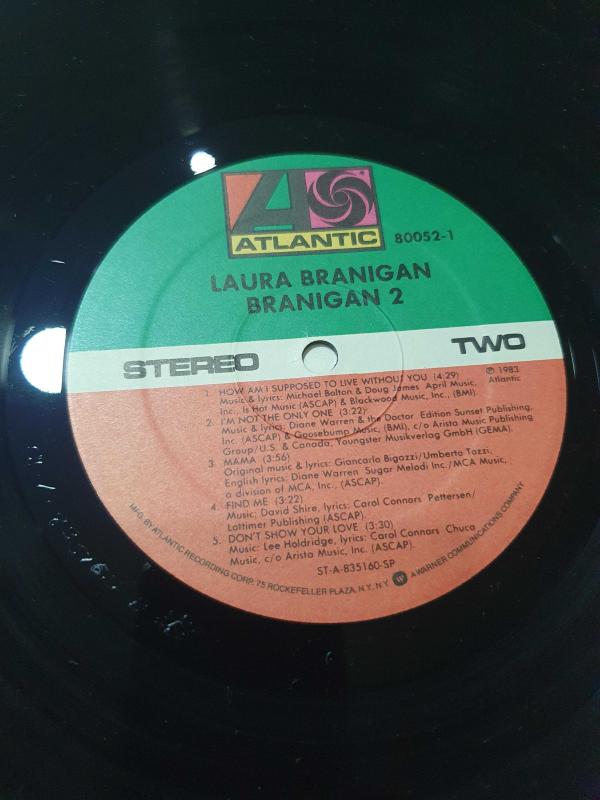 A
ATLANTIC 80052-1
LAURA BRANIGAN
BRANIGAN 2
STEREO TWO
℗ 1983
Atlantic
1. HOW AM I SUPPOSED TO LIVE WITHOUT YOU (4:29)
Music & lyrics: Michael Bolton & Doug James April Music,
Inc., Is Hot Music (ASCAP) & Blackwood Music, Inc., (BMI).
2. I'M NOT THE ONLY ONE (3:22)
Music & lyrics: Diane Warren & the Doctor Edition Sunset Publishing,
Inc. (ASCAP) & Goosebump Music, (BMI), c/o Arista Music Publishing
Group/U.S. & Canada; Youngster Musikverlag GmbH (GEMA).
3. MAMA (3:56)
Original music & lyrics: Giancarlo Bigazzi/Umberto Tozzi,
English lyrics: Diane Warren Sugar Melodi Inc./MCA Music,
a division of MCA, Inc., (ASCAP).
4. FIND ME (3:22)
Music: David Shire, lyrics: Carol Connors Pettersen/
Lottimer Publishing (ASCAP)
5. DON'T SHOW YOUR LOVE (3:30)
Music: Lee Holdridge, lyrics: Carol Connors Chuca
Music, c/o Arista Music, Inc. (ASCAP)
ST-A-835160-SP
MFG. BY ATLANTIC RECORDING CORP. 75 ROCKEFELLER PLAZA, N.Y. N.Y. A WARNER COMMUNICATIONS COMPANY